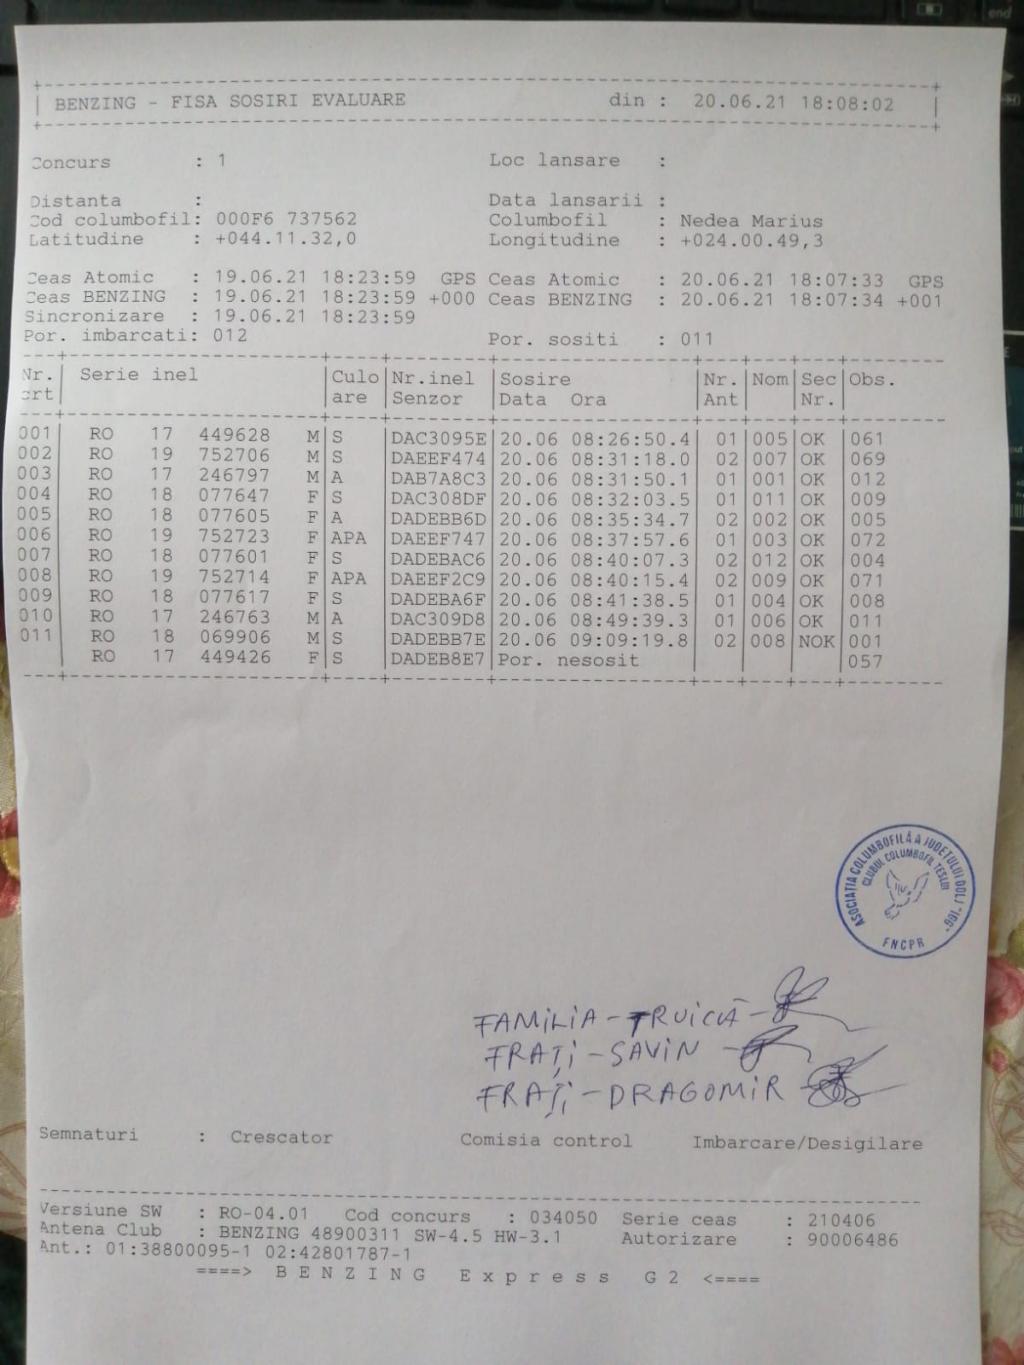 BENZING - FISA SOSIRI EVALUARE din : 20.06.21 18:08:02
Concurs : 1 Loc lansare :
Distanta : Data lansarii :
Cod columbofil: 000F6 737562 Columbofil : Nedea Marius
Latitudine : +044.11.32,0 Longitudine : +024.00.49,3
Ceas Atomic : 19.06.21 18:23:59 GPS Ceas Atomic : 20.06.21 18:07:33 GPS
Ceas BENZING : 19.06.21 18:23:59 +000 Ceas BENZING : 20.06.21 18:07:34 +001
Sincronizare : 19.06.21 18:23:59
Por. imbarcati: 012 Por. sositi : 011
Nr. Serie inel Culo Nr.inel Sosire Nr. Nom Sec Obs.
crt are Senzor Data Ora Ant Nr.
001 RO 17 449628 M S DAC3095E 20.06 08:26:50.4 01 005 OK 061
002 RO 19 752706 M S DAEEF474 20.06 08:31:18.0 02 007 OK 069
003 RO 17 246797 M A DAB7A8C3 20.06 08:31:50.1 01 001 OK 012
004 RO 18 077647 F S DAC308DF 20.06 08:32:03.5 01 011 OK 009
005 RO 18 077605 F A DADEBB6D 20.06 08:35:34.7 02 002 OK 005
006 RO 19 752723 F APA DAEEF747 20.06 08:37:57.6 01 003 OK 072
007 RO 18 077601 F S DADEBAC6 20.06 08:40:07.3 02 012 OK 004
008 RO 19 752714 F APA DAEEF2C9 20.06 08:40:15.4 02 009 OK 071
009 RO 18 077617 F S DADEBA6F 20.06 08:41:38.5 01 004 OK 008
010 RO 17 246763 M A DAC309D8 20.06 08:49:39.3 01 006 OK 011
011 RO 18 069906 M S DADEBB7E 20.06 09:09:19.8 02 008 NOK 001
RO 17 449426 F S DADEB8E7 Por. nesosit 057
ASOCIAȚIA COLUMBOFILĂ A JUDEȚULUI DOLJ "166"
CLUBUL COLUMBOFIL TESLUI
FNCPR
FAMILIA - TRUICĂ -
FRAȚI - SAVIN -
FRAȚI - DRAGOMIR
Semnaturi : Crescator Comisia control Imbarcare/Desigilare
Versiune SW : RO-04.01 Cod concurs : 034050 Serie ceas : 210406
Antena Club : BENZING 48900311 SW-4.5 HW-3.1 Autorizare : 90006486
Ant.: 01:38800095-1 02:42801787-1
====> BENZING Express G2 <====
end